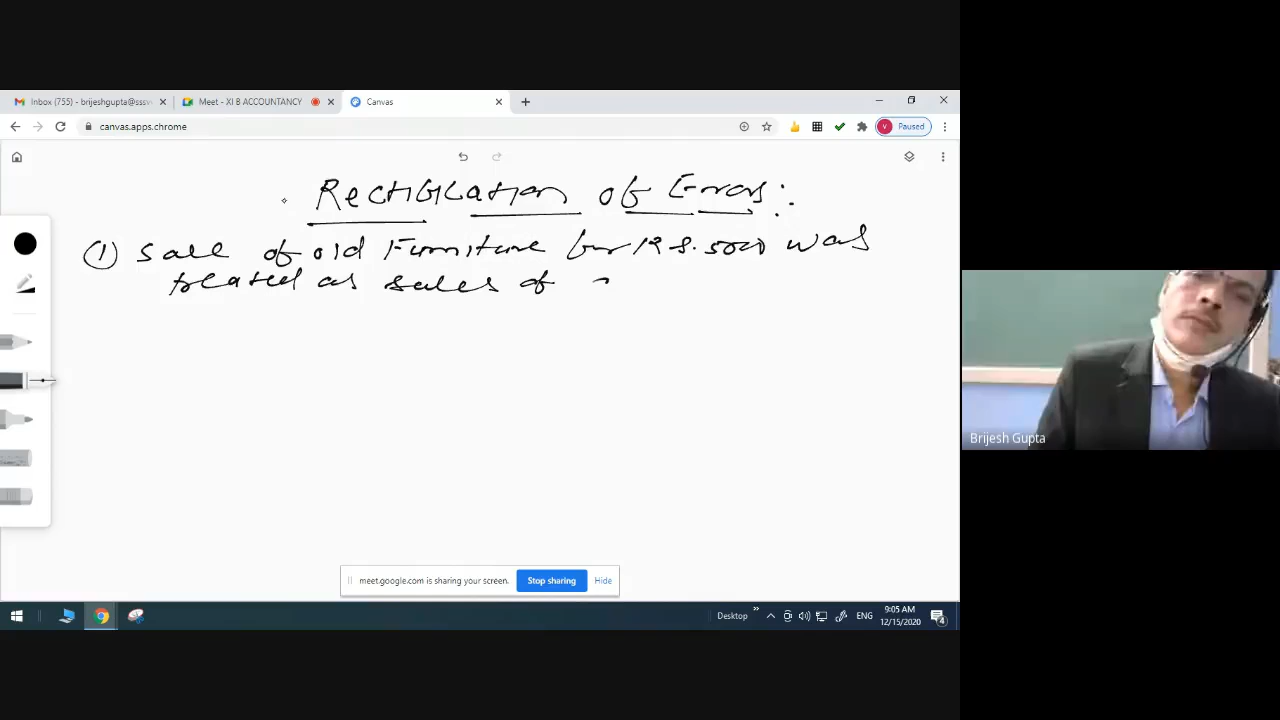 Inbox (755) - brijeshgupta@sssv
Meet - XI B ACCOUNTANCY
Canvas
canvas.apps.chrome
V Paused
Rectification of Errors:
① Sale of old Furniture for Rs. 5000 was
treated as sales of
Brijesh Gupta
meet.google.com is sharing your screen.
Stop sharing
Hide
Desktop
ENG
9:05 AM
12/15/2020
4